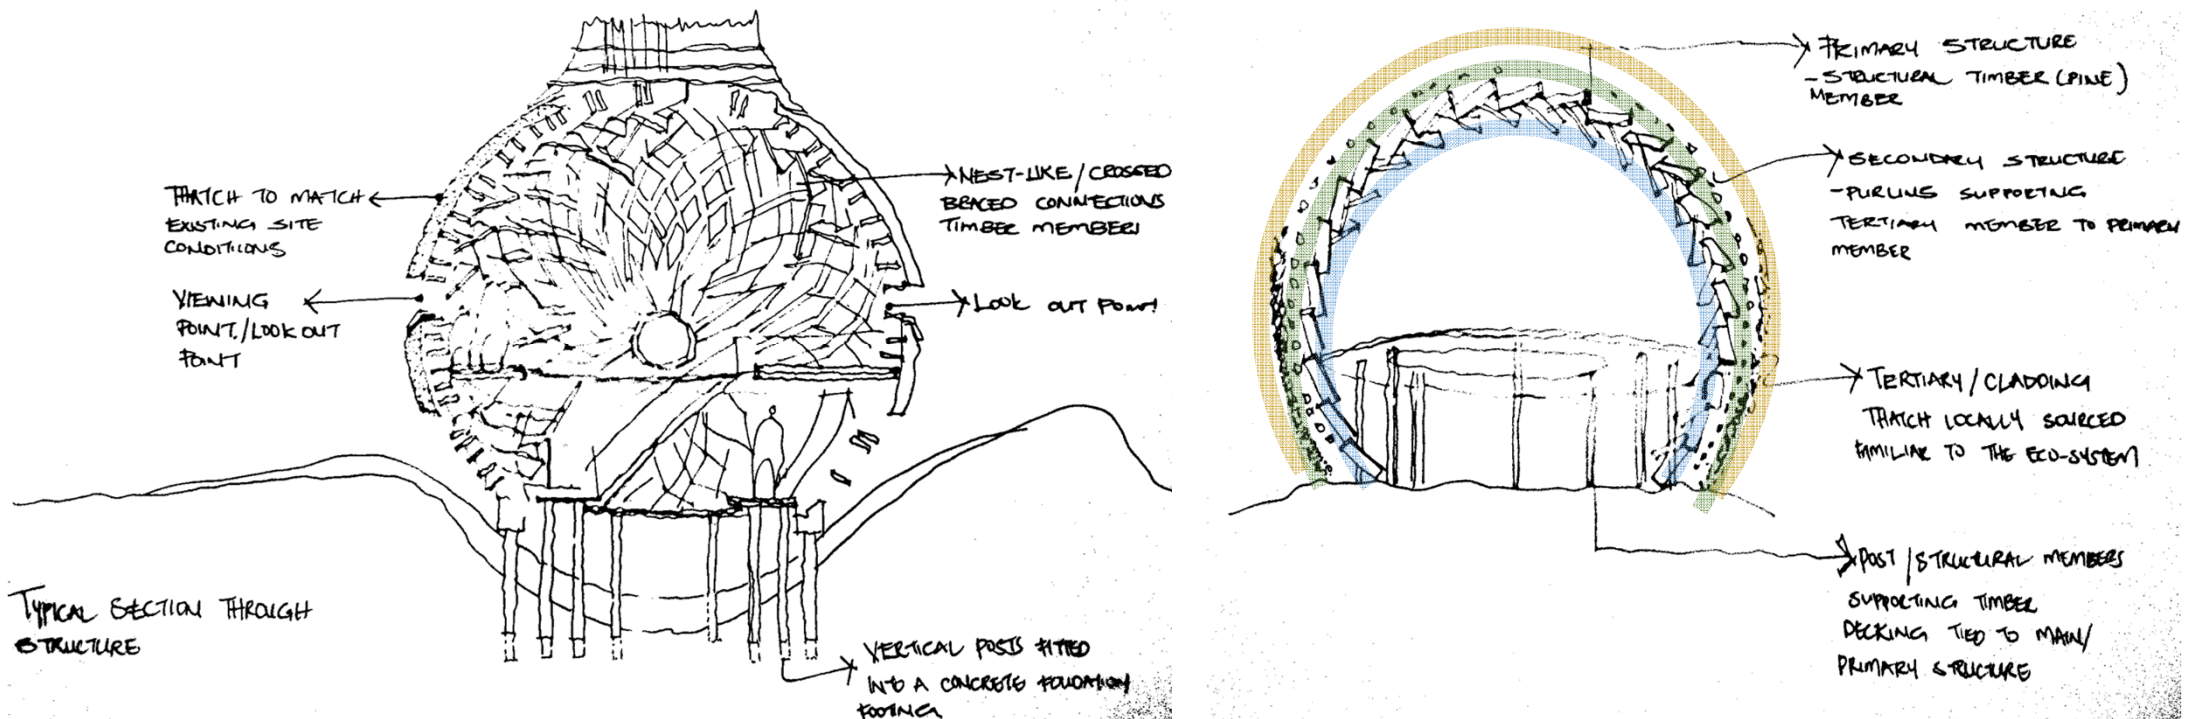 THATCH TO MATCH
EXISTING SITE
CONDITIONS
VIEWING
POINT/LOOK OUT
POINT
NEST-LIKE/CROSSED
BRACED CONNECTIONS
TIMBER MEMBERS
LOOK OUT POINT
TYPICAL SECTION THROUGH
STRUCTURE
VERTICAL POSTS FITTED
INTO A CONCRETE FOUDATION
FOOTING
PRIMARY STRUCTURE
- STRUCTURAL TIMBER (PINE)
MEMBER
SECONDARY STRUCTURE
- PURLINS SUPPORTING
TERTIARY MEMBER TO PRIMARY
MEMBER
TERTIARY/CLADDING
THATCH LOCALLY SOURCED
FAMILIAR TO THE ECO-SYSTEM
POST/STRUCTURAL MEMBERS
SUPPORTING TIMBER
DECKING TIED TO MAIN/
PRIMARY STRUCTURE